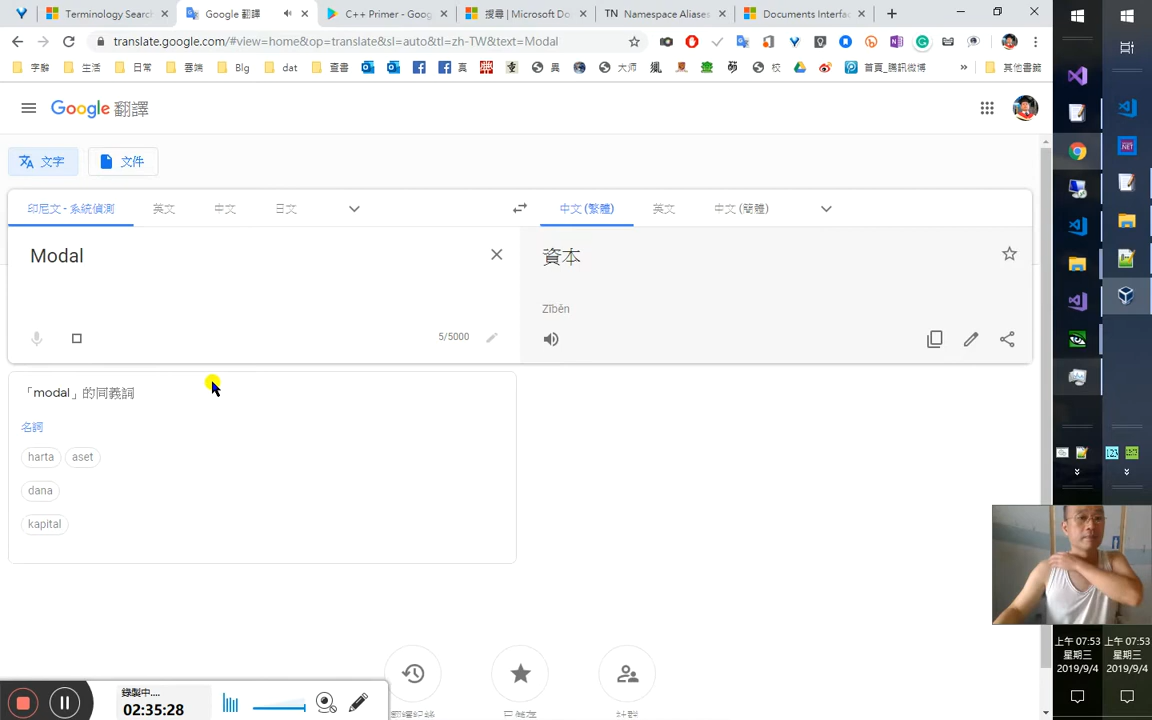 Terminology Search
Google 翻譯
C++ Primer - Goog
搜尋 | Microsoft Do
TN Namespace Aliases
Documents Interfac
translate.google.com/#view=home&op=translate&sl=auto&tl=zh-TW&text=Modal
字辭
生活
日常
雲端
Blg
dat
查書
真
異
大师
校
首頁_騰訊微博
»
其他書籤
Google 翻譯
文字
文件
印尼文 - 系統偵測
英文
中文
日文
中文 (繁體)
英文
中文 (簡體)
Modal
資本
Zīběn
5/5000
「modal」的同義詞
名詞
harta
aset
dana
kapital
錄製中....
02:35:28
上午 07:53
星期三
2019/9/4
上午 07:53
星期三
2019/9/4